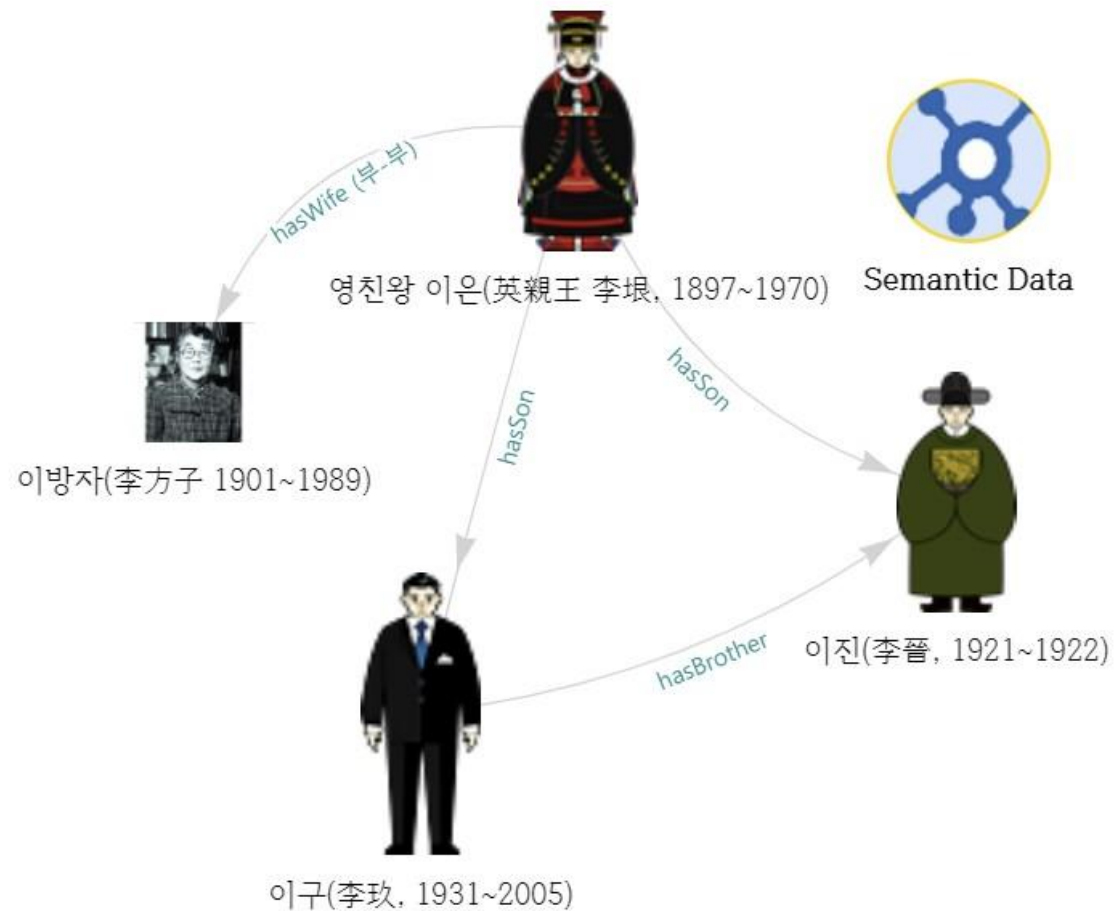 hasWife (부-부)
영친왕 이은(英親王 李垠, 1897~1970)
Semantic Data
hasSon
hasSon
이방자(李方子 1901~1989)
hasBrother
이진(李晉, 1921~1922)
이구(李玖, 1931~2005)